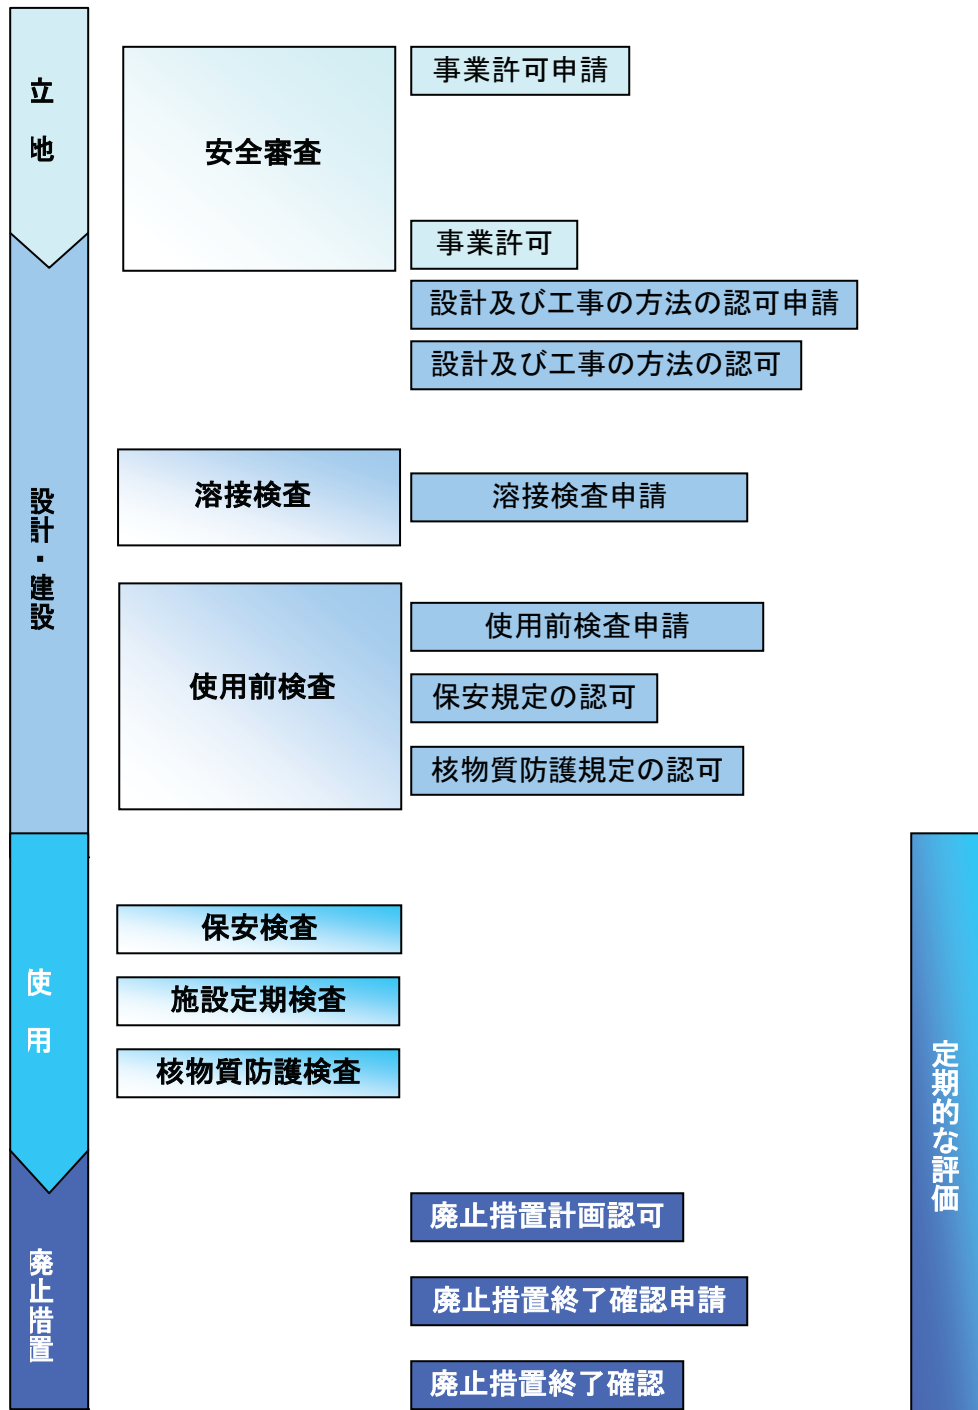 立地
安全審査
事業許可申請
事業許可
設計及び工事の方法の認可申請
設計及び工事の方法の認可
設計・建設
溶接検査
溶接検査申請
使用前検査
使用前検査申請
保安規定の認可
核物質防護規定の認可
使用
保安検査
施設定期検査
核物質防護検査
定期的な評価
廃止措置
廃止措置計画認可
廃止措置終了確認申請
廃止措置終了確認